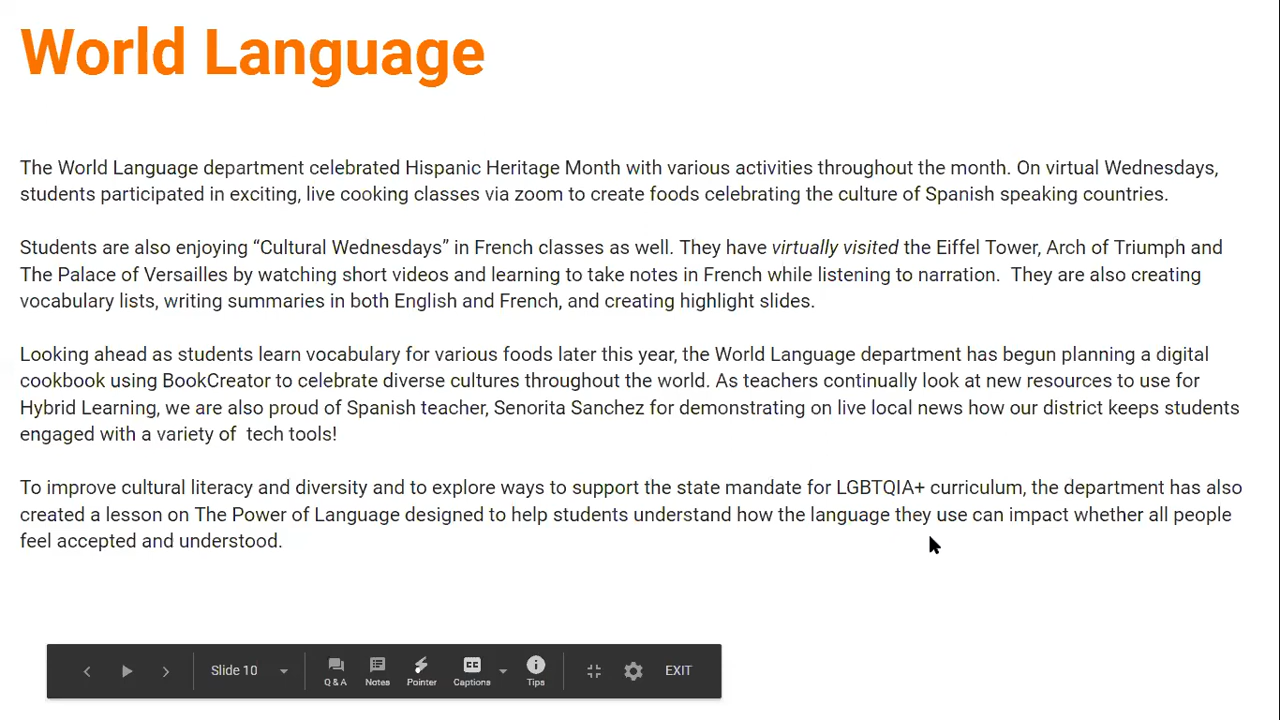 World Language
The World Language department celebrated Hispanic Heritage Month with various activities throughout the month. On virtual Wednesdays,
students participated in exciting, live cooking classes via zoom to create foods celebrating the culture of Spanish speaking countries.
Students are also enjoying “Cultural Wednesdays” in French classes as well. They have virtually visited the Eiffel Tower, Arch of Triumph and
The Palace of Versailles by watching short videos and learning to take notes in French while listening to narration.  They are also creating
vocabulary lists, writing summaries in both English and French, and creating highlight slides.
Looking ahead as students learn vocabulary for various foods later this year, the World Language department has begun planning a digital
cookbook using BookCreator to celebrate diverse cultures throughout the world. As teachers continually look at new resources to use for
Hybrid Learning, we are also proud of Spanish teacher, Senorita Sanchez for demonstrating on live local news how our district keeps students
engaged with a variety of  tech tools!
To improve cultural literacy and diversity and to explore ways to support the state mandate for LGBTQIA+ curriculum, the department has also
created a lesson on The Power of Language designed to help students understand how the language they use can impact whether all people
feel accepted and understood.
Slide 10
Q & A
Notes
Pointer
CC
Captions
Tips
EXIT